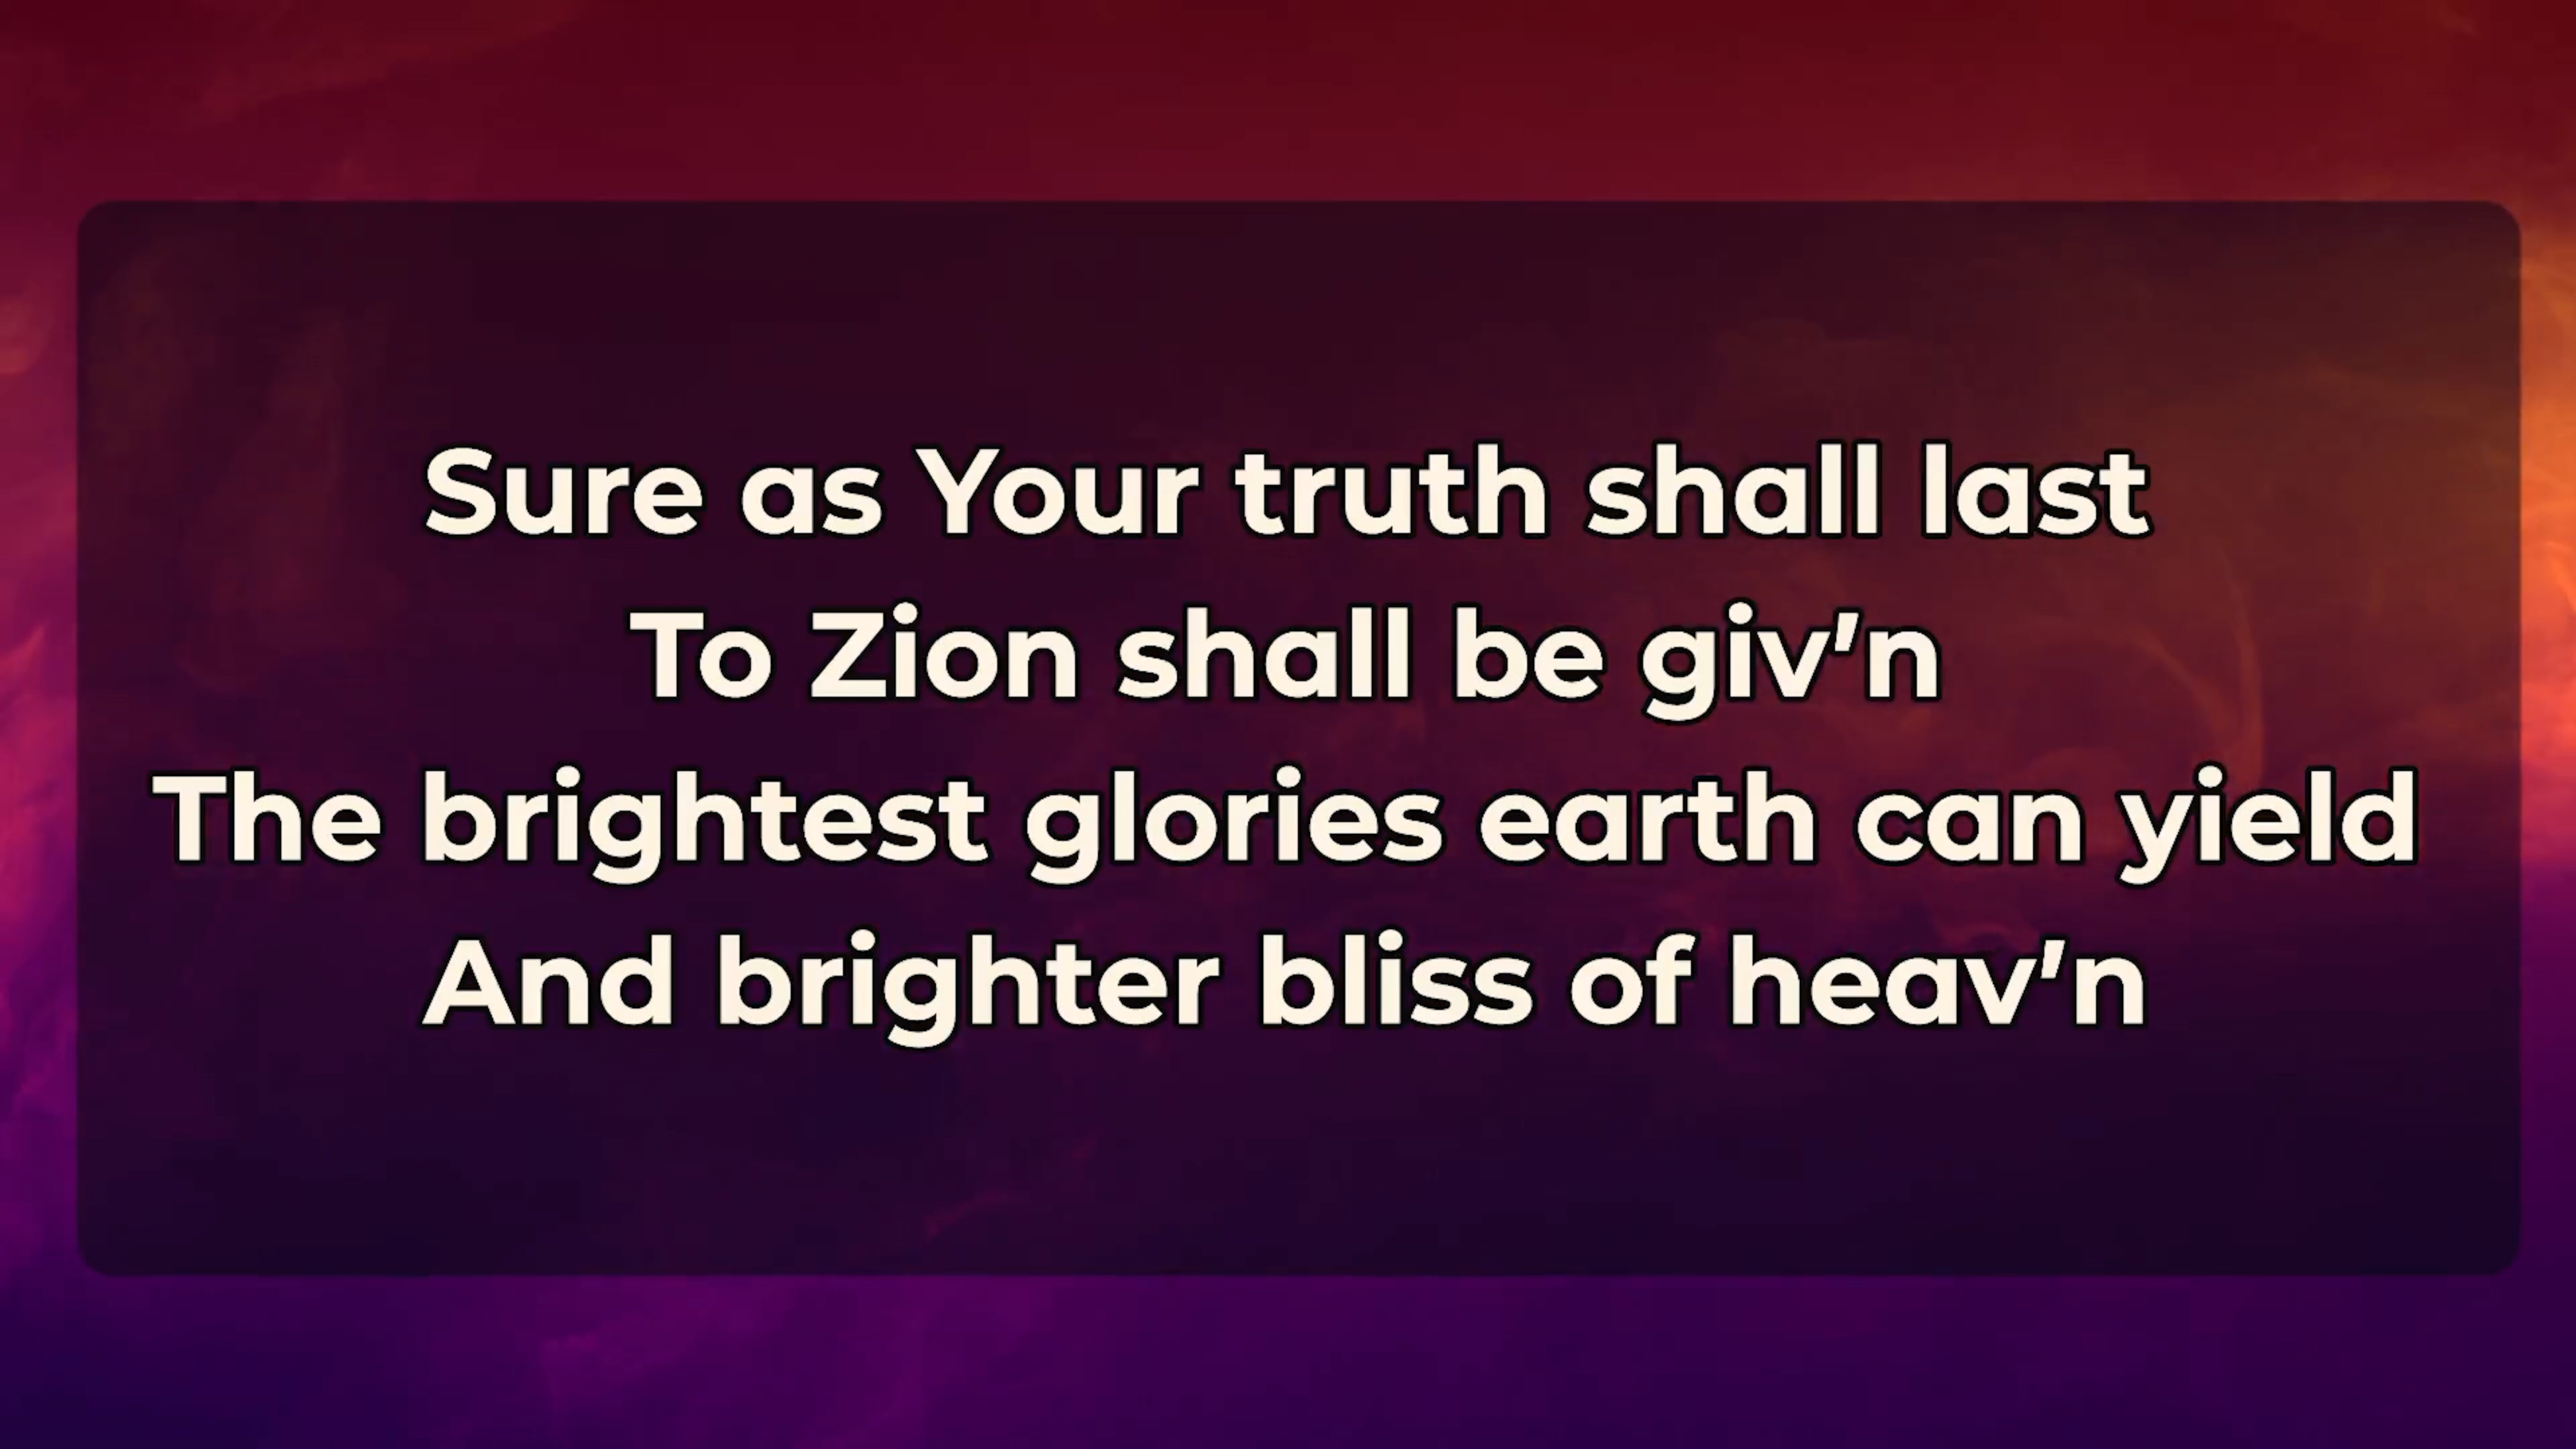 Sure as Your truth shall last
To Zion shall be giv’n
The brightest glories earth can yield
And brighter bliss of heav’n